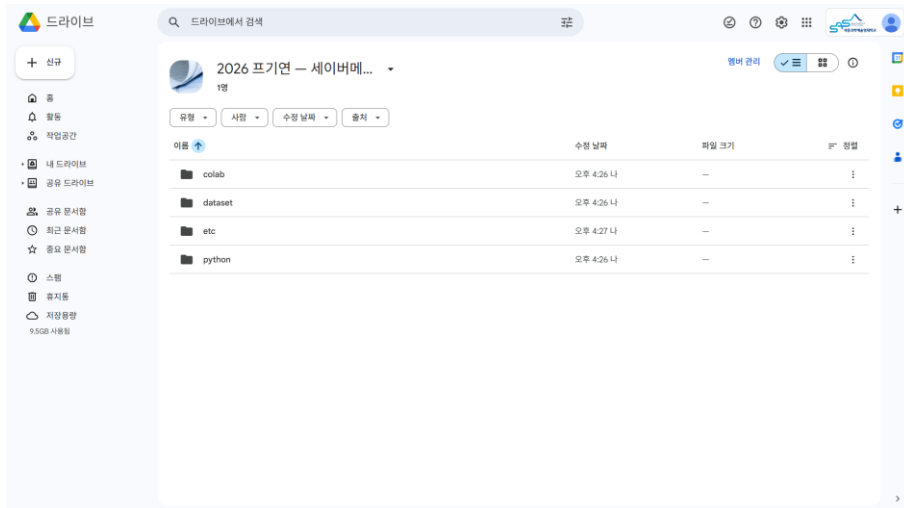 드라이브
드라이브에서 검색
신규
홈
활동
작업공간
내 드라이브
공유 드라이브
공유 문서함
최근 문서함
중요 문서함
스팸
휴지통
저장용량
9.5GB 사용됨
2026 프기연 — 세이버메...
1명
멤버 관리
유형
사람
수정 날짜
출처
이름 수정 날짜 파일 크기 정렬
colab 오후 4:26 나 —
dataset 오후 4:26 나 —
etc 오후 4:27 나 —
python 오후 4:26 나 —